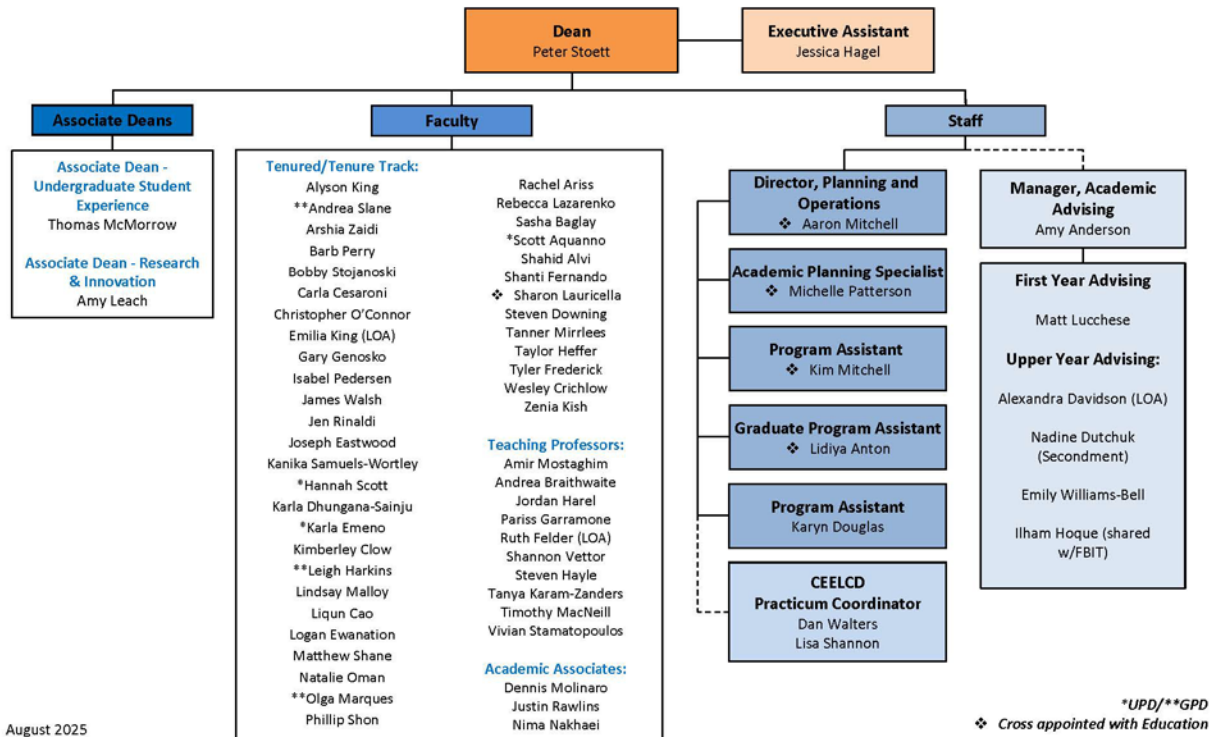 Dean
Peter Stoett
Executive Assistant
Jessica Hagel
Associate Deans
Faculty
Staff
Associate Dean -
Undergraduate Student
Experience
Thomas McMorrow
Associate Dean - Research
& Innovation
Amy Leach
Tenured/Tenure Track:
Alyson King
**Andrea Slane
Arshia Zaidi
Barb Perry
Bobby Stojanoski
Carla Cesaroni
Christopher O’Connor
Emilia King (LOA)
Gary Genosko
Isabel Pedersen
James Walsh
Jen Rinaldi
Joseph Eastwood
Kanika Samuels-Wortley
*Hannah Scott
Karla Dhungana-Sainju
*Karla Emeno
Kimberley Clow
**Leigh Harkins
Lindsay Malloy
Liqun Cao
Logan Ewanation
Matthew Shane
Natalie Oman
**Olga Marques
Phillip Shon
Rachel Ariss
Rebecca Lazarenko
Sasha Baglay
*Scott Aquanno
Shahid Alvi
Shanti Fernando
❖ Sharon Lauricella
Steven Downing
Tanner Mirrlees
Taylor Heffer
Tyler Frederick
Wesley Crichlow
Zenia Kish
Teaching Professors:
Amir Mostaghim
Andrea Braithwaite
Jordan Harel
Pariss Garramone
Ruth Felder (LOA)
Shannon Vettor
Steven Hayle
Tanya Karam-Zanders
Timothy MacNeill
Vivian Stamatopoulos
Academic Associates:
Dennis Molinaro
Justin Rawlins
Nima Nakhaei
Director, Planning and
Operations
❖ Aaron Mitchell
Academic Planning Specialist
❖ Michelle Patterson
Program Assistant
❖ Kim Mitchell
Graduate Program Assistant
❖ Lidiya Anton
Program Assistant
Karyn Douglas
CEELCD
Practicum Coordinator
Dan Walters
Lisa Shannon
Manager, Academic
Advising
Amy Anderson
First Year Advising
Matt Lucchese
Upper Year Advising:
Alexandra Davidson (LOA)
Nadine Dutchuk
(Secondment)
Emily Williams-Bell
Ilham Hoque (shared
w/FBIT)
August 2025
*UPD/**GPD
❖ Cross appointed with Education